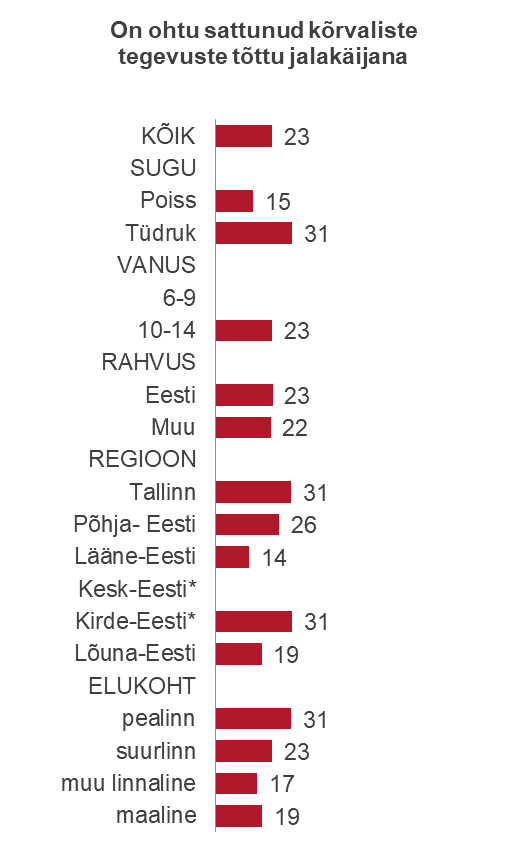 On ohtu sattunud kõrvaliste
tegevuste tõttu jalakäijana
KÕIK 23
SUGU
Poiss 15
Tüdruk 31
VANUS
6-9
10-14 23
RAHVUS
Eesti 23
Muu 22
REGIOON
Tallinn 31
Põhja- Eesti 26
Lääne-Eesti 14
Kesk-Eesti*
Kirde-Eesti* 31
Lõuna-Eesti 19
ELUKOHT
pealinn 31
suurlinn 23
muu linnaline 17
maaline 19